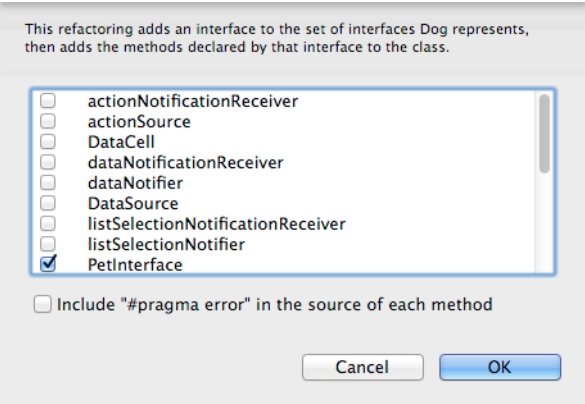 This refactoring adds an interface to the set of interfaces Dog represents,
then adds the methods declared by that interface to the class.
actionNotificationReceiver
actionSource
DataCell
dataNotificationReceiver
dataNotifier
DataSource
listSelectionNotificationReceiver
listSelectionNotifier
PetInterface
Include "#pragma error" in the source of each method
Cancel
OK